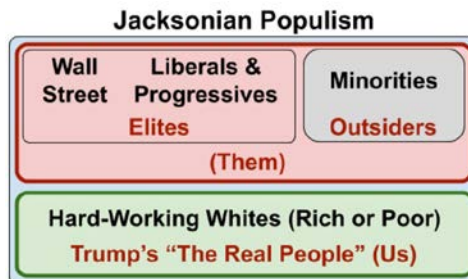 Jacksonian Populism
Wall Street
Liberals & Progressives
Elites
Minorities
Outsiders
(Them)
Hard-Working Whites (Rich or Poor)
Trump's "The Real People" (Us)